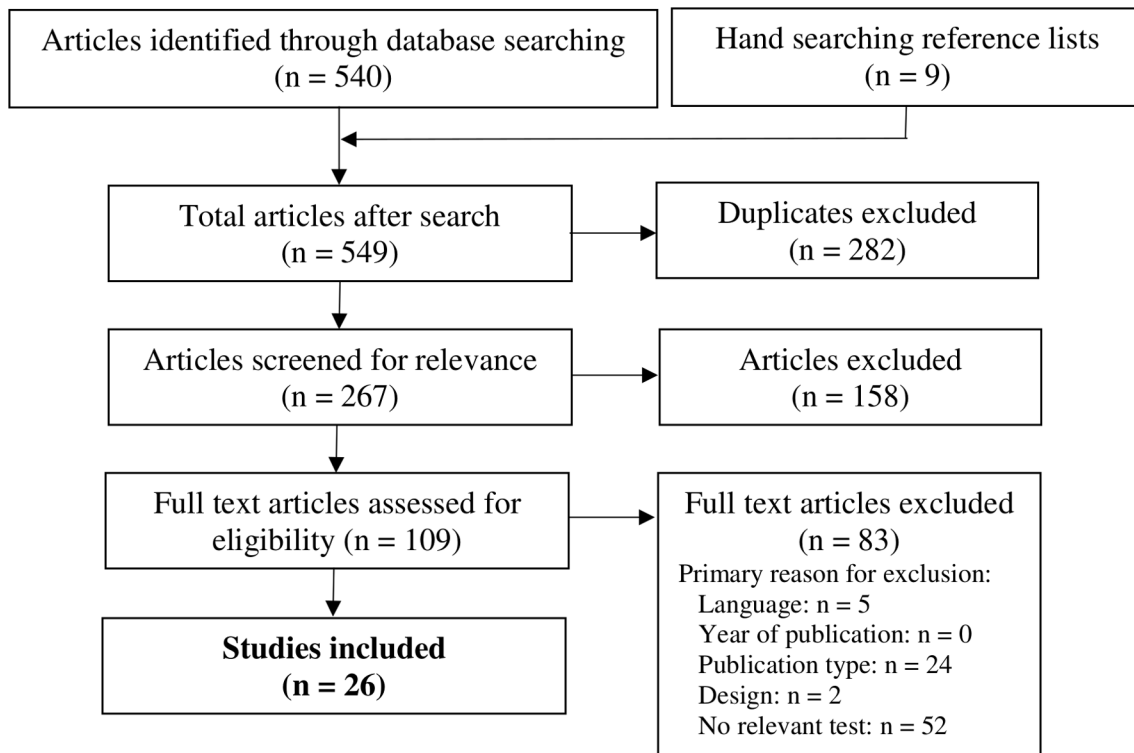 Articles identified through database searching
(n = 540)
Hand searching reference lists
(n = 9)
Total articles after search
(n = 549)
Duplicates excluded
(n = 282)
Articles screened for relevance
(n = 267)
Articles excluded
(n = 158)
Full text articles assessed for
eligibility (n = 109)
Full text articles excluded
(n = 83)
Primary reason for exclusion:
Language: n = 5
Year of publication: n = 0
Publication type: n = 24
Design: n = 2
No relevant test: n = 52
Studies included
(n = 26)